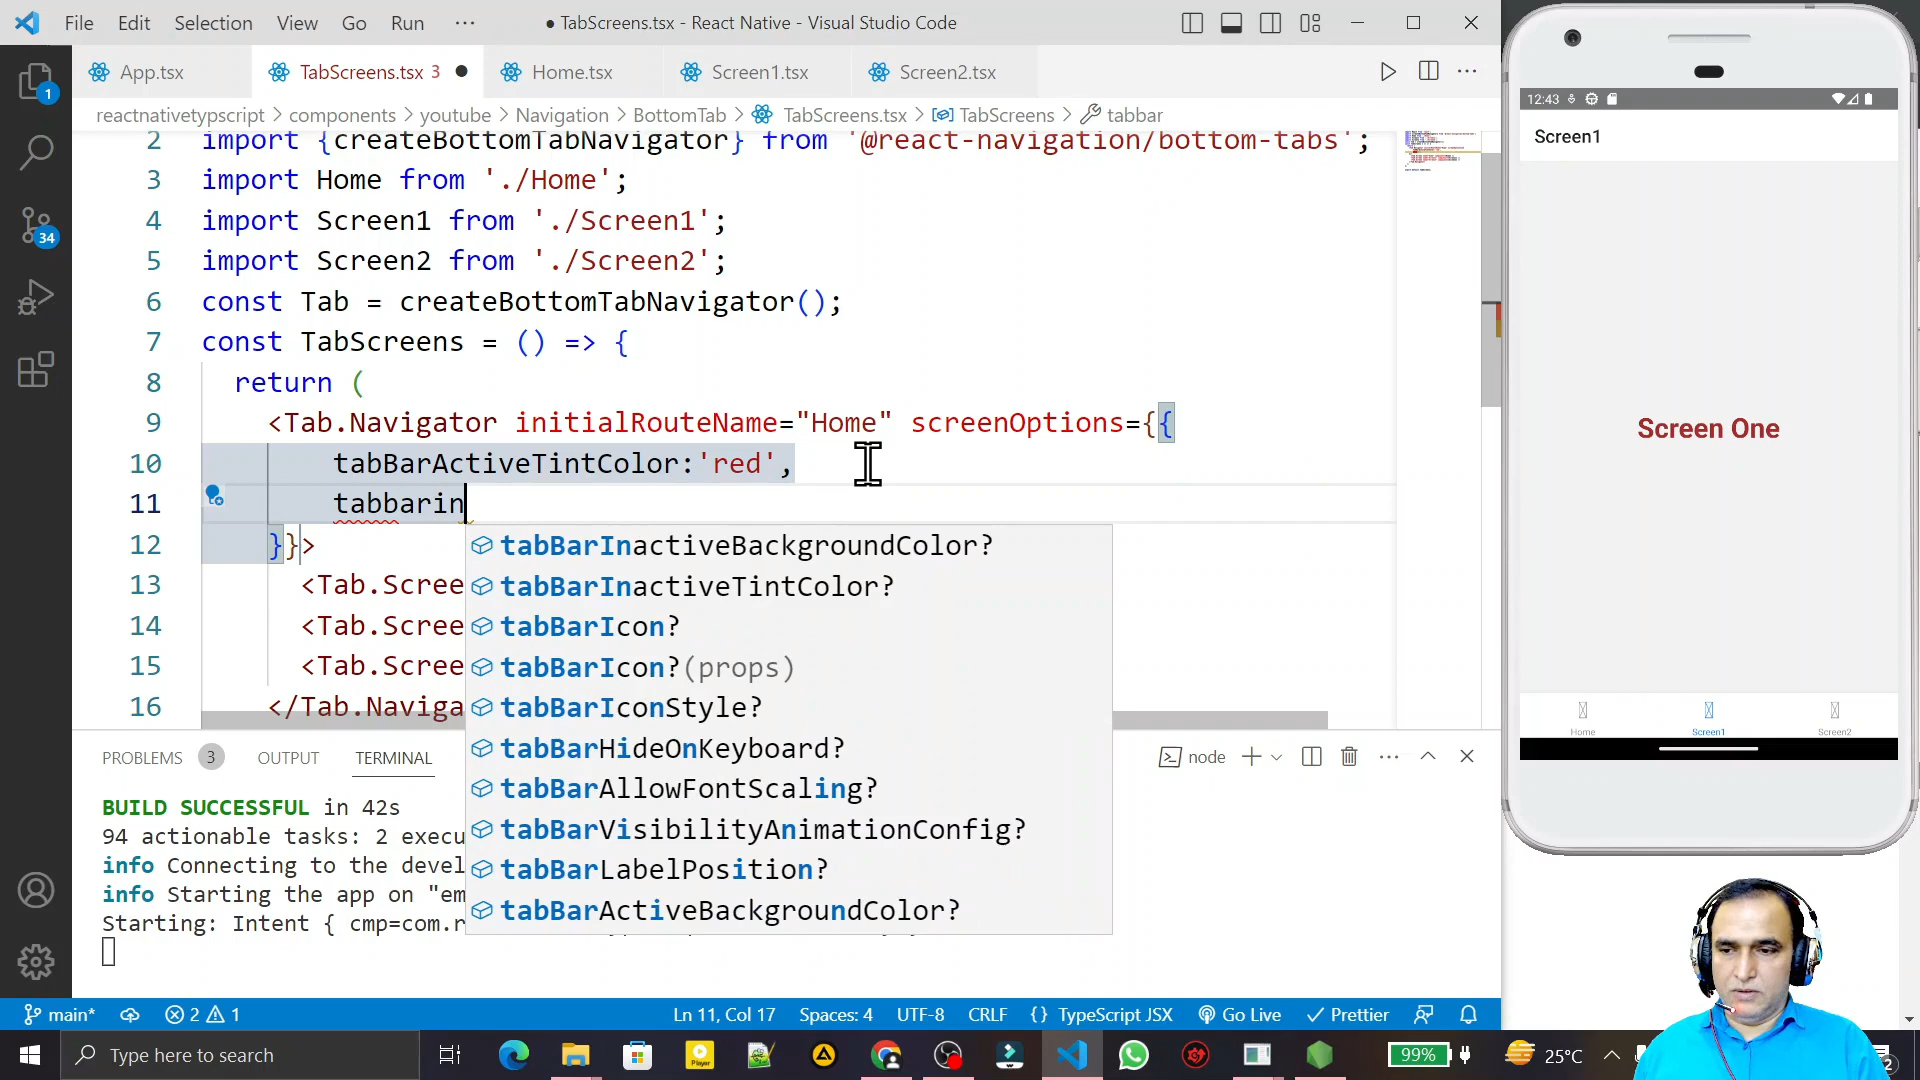 File Edit Selection View Go Run ··· ● TabScreens.tsx - React Native - Visual Studio Code
App.tsx TabScreens.tsx 3 ● Home.tsx Screen1.tsx Screen2.tsx
reactnativetypscript > components > youtube > Navigation > BottomTab > TabScreens.tsx > TabScreens > tabbar
2 import {createBottomTabNavigator} from '@react-navigation/bottom-tabs';
3 import Home from './Home';
4 import Screen1 from './Screen1';
5 import Screen2 from './Screen2';
6 const Tab = createBottomTabNavigator();
7 const TabScreens = () => {
8 return (
9 <Tab.Navigator initialRouteName="Home" screenOptions={{
10 tabBarActiveTintColor:'red',
11 tabbarin
12 }}>
13 <Tab.Scree
14 <Tab.Scree
15 <Tab.Scree
16 </Tab.Naviga
tabBarInactiveBackgroundColor?
tabBarInactiveTintColor?
tabBarIcon?
tabBarIcon?(props)
tabBarIconStyle?
tabBarHideOnKeyboard?
tabBarAllowFontScaling?
tabBarVisibilityAnimationConfig?
tabBarLabelPosition?
tabBarActiveBackgroundColor?
1
34
PROBLEMS 3 OUTPUT TERMINAL node
BUILD SUCCESSFUL in 42s
94 actionable tasks: 2 execu
info Connecting to the devel
info Starting the app on "em
Starting: Intent { cmp=com.r
main* 2 1 Ln 11, Col 17 Spaces: 4 UTF-8 CRLF {} TypeScript JSX Go Live Prettier
Type here to search 99% 25°C
12:43
Screen1
Screen One
Home Screen1 Screen2